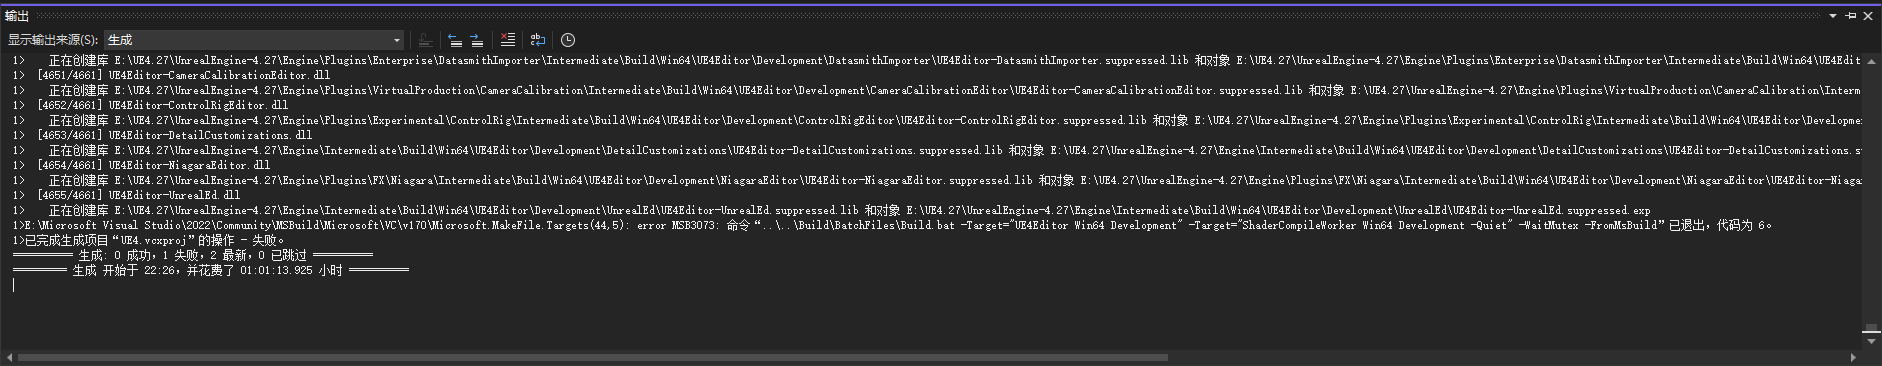 输出
显示输出来源(S): 生成
1>   正在创建库 E:\UE4.27\UnrealEngine-4.27\Engine\Plugins\Enterprise\DatasmithImporter\Intermediate\Build\Win64\UE4Editor\Development\DatasmithImporter\UE4Editor-DatasmithImporter.suppressed.lib 和对象 E:\UE4.27\UnrealEngine-4.27\Engine\Plugins\Enterprise\DatasmithImporter\Intermediate\Build\Win64\UE4Edit
1>  [4651/4661] UE4Editor-CameraCalibrationEditor.dll
1>   正在创建库 E:\UE4.27\UnrealEngine-4.27\Engine\Plugins\VirtualProduction\CameraCalibration\Intermediate\Build\Win64\UE4Editor\Development\CameraCalibrationEditor\UE4Editor-CameraCalibrationEditor.suppressed.lib 和对象 E:\UE4.27\UnrealEngine-4.27\Engine\Plugins\VirtualProduction\CameraCalibration\Interm
1>  [4652/4661] UE4Editor-ControlRigEditor.dll
1>   正在创建库 E:\UE4.27\UnrealEngine-4.27\Engine\Plugins\Experimental\ControlRig\Intermediate\Build\Win64\UE4Editor\Development\ControlRigEditor\UE4Editor-ControlRigEditor.suppressed.lib 和对象 E:\UE4.27\UnrealEngine-4.27\Engine\Plugins\Experimental\ControlRig\Intermediate\Build\Win64\UE4Editor\Developme
1>  [4653/4661] UE4Editor-DetailCustomizations.dll
1>   正在创建库 E:\UE4.27\UnrealEngine-4.27\Engine\Intermediate\Build\Win64\UE4Editor\Development\DetailCustomizations\UE4Editor-DetailCustomizations.suppressed.lib 和对象 E:\UE4.27\UnrealEngine-4.27\Engine\Intermediate\Build\Win64\UE4Editor\Development\DetailCustomizations\UE4Editor-DetailCustomizations.s
1>  [4654/4661] UE4Editor-NiagaraEditor.dll
1>   正在创建库 E:\UE4.27\UnrealEngine-4.27\Engine\Plugins\FX\Niagara\Intermediate\Build\Win64\UE4Editor\Development\NiagaraEditor\UE4Editor-NiagaraEditor.suppressed.lib 和对象 E:\UE4.27\UnrealEngine-4.27\Engine\Plugins\FX\Niagara\Intermediate\Build\Win64\UE4Editor\Development\NiagaraEditor\UE4Editor-Niaga
1>  [4655/4661] UE4Editor-UnrealEd.dll
1>   正在创建库 E:\UE4.27\UnrealEngine-4.27\Engine\Intermediate\Build\Win64\UE4Editor\Development\UnrealEd\UE4Editor-UnrealEd.suppressed.lib 和对象 E:\UE4.27\UnrealEngine-4.27\Engine\Intermediate\Build\Win64\UE4Editor\Development\UnrealEd\UE4Editor-UnrealEd.suppressed.exp
1>E:\Microsoft Visual Studio\2022\Community\MSBuild\Microsoft\VC\v170\Microsoft.MakeFile.Targets(44,5): error MSB3073: 命令“..\..\Build\BatchFiles\Build.bat -Target="UE4Editor Win64 Development" -Target="ShaderCompileWorker Win64 Development -Quiet" -WaitMutex -FromMsBuild”已退出，代码为 6。
1>已完成生成项目“UE4.vcxproj”的操作 - 失败。
========== 生成: 0 成功，1 失败，2 最新，0 已跳过 ==========
========= 生成 开始于 22:26，并花费了 01:01:13.925 小时 ==========